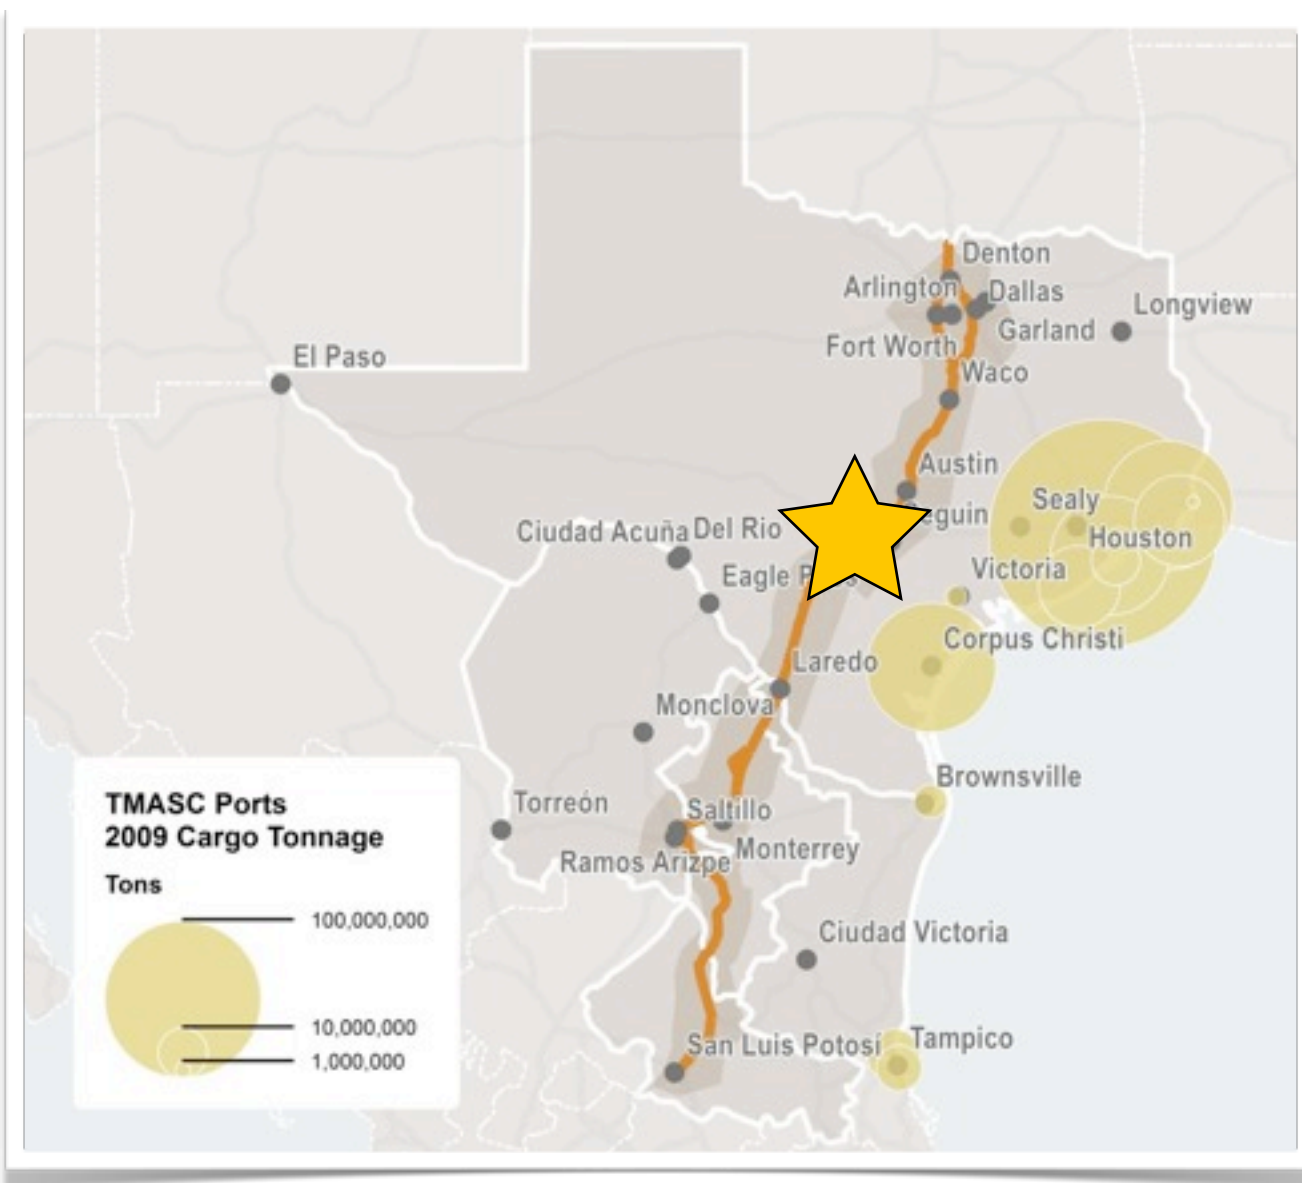 Denton
Arlington
Dallas
Longview
Garland
Fort Worth
El Paso
Waco
Austin
Sealy
eguin
Ciudad Acuña
Del Rio
Houston
Victoria
Eagle P
Corpus Christi
Laredo
Monclova
Brownsville
TMASC Ports
2009 Cargo Tonnage
Tons
100,000,000
10,000,000
1,000,000
Torreón
Saltillo
Monterrey
Ramos Arizpe
Ciudad Victoria
San Luis Potosí
Tampico